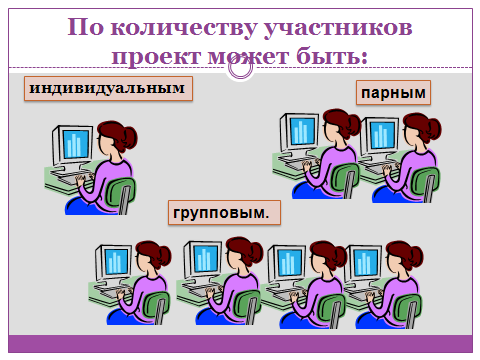 По количеству участников
проект может быть:
индивидуальным
парным
групповым.